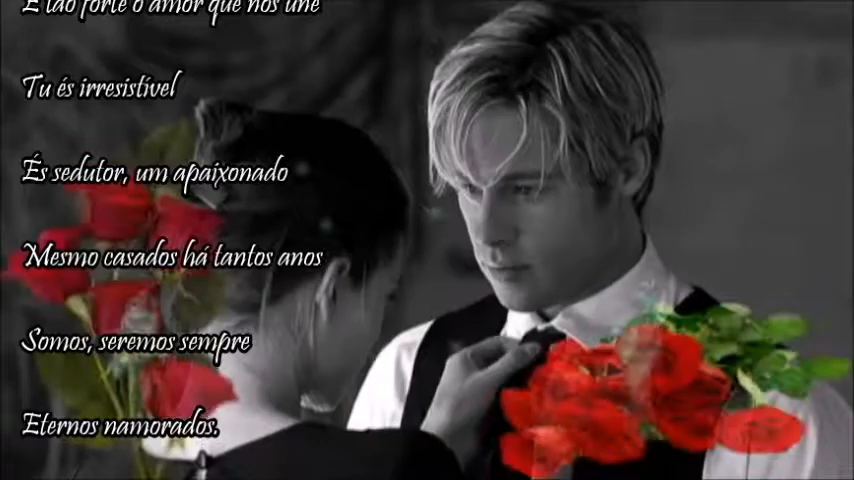 É tão forte o amor que nos une
Tu és irresistível
És sedutor, um apaixonado
Mesmo casados há tantos anos
Somos, seremos sempre
Eternos namorados.